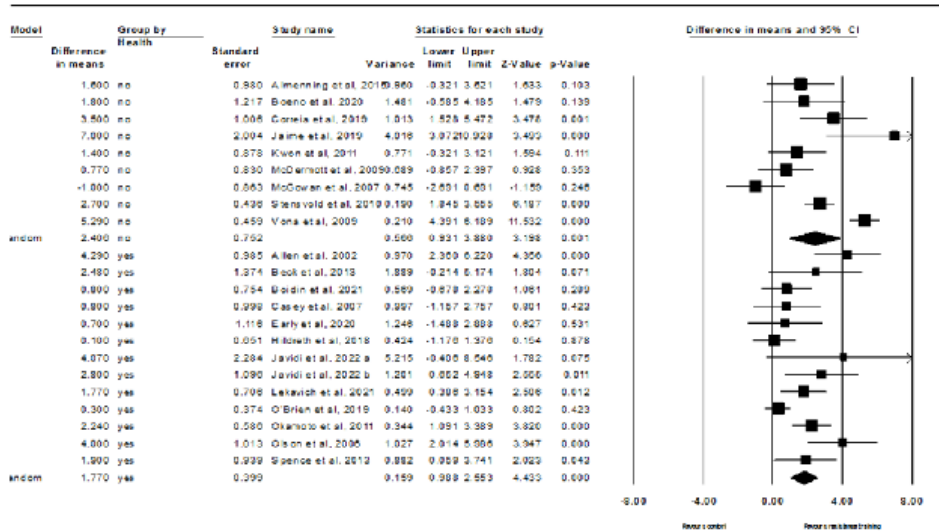 Model Group by Health Study name Statistics for each study Difference in means and 95% CI
Difference in means Standard error Variance Lower limit Upper limit Z-Value p-Value
1.600 no 0.980 Almenning et al, 2015 0.960 -0.321 3.521 1.633 0.103
1.800 no 1.217 Boeno et al. 2020 1.481 -0.585 4.185 1.479 0.139
3.500 no 1.006 Correia et al, 2019 1.013 1.528 5.472 3.478 0.001
7.000 no 2.004 Jaime et al. 2019 4.016 3.072 10.928 3.493 0.000
1.400 no 0.878 Kwon et al, 2011 0.771 -0.321 3.121 1.594 0.111
0.770 no 0.830 McDermott et al. 2009 0.689 -0.857 2.397 0.928 0.353
-1.000 no 0.863 McGowan et al, 2007 0.745 -2.691 0.691 -1.159 0.246
2.700 no 0.436 Stensvold et al, 2010 0.190 1.845 3.555 6.197 0.000
5.290 no 0.459 Vona et al, 2009 0.210 4.391 6.189 11.532 0.000
andom 2.406 no 0.752 0.566 0.931 3.880 3.198 0.001
4.290 yes 0.985 Allen et al. 2002 0.970 2.360 6.220 4.356 0.000
2.480 yes 1.374 Beck et al, 2013 1.889 -0.214 5.174 1.804 0.071
0.800 yes 0.754 Boidin et al. 2021 0.569 -0.678 2.278 1.061 0.289
0.800 yes 0.999 Casey et al. 2007 0.997 -1.157 2.757 0.801 0.423
0.700 yes 1.116 Early et al, 2020 1.246 -1.488 2.888 0.627 0.531
0.100 yes 0.651 Hildreth et al, 2018 0.424 -1.176 1.376 0.154 0.878
4.070 yes 2.284 Javidi et al. 2022 a 5.215 -0.406 8.546 1.782 0.075
2.800 yes 1.096 Javidi et al. 2022 b 1.201 0.652 4.948 2.555 0.011
1.770 yes 0.706 Lekavich et al. 2021 0.499 0.386 3.154 2.506 0.012
0.300 yes 0.374 O'Brien et al, 2019 0.140 -0.433 1.033 0.802 0.423
2.240 yes 0.586 Okamoto et al. 2011 0.344 1.091 3.389 3.820 0.000
4.000 yes 1.013 Olson et al. 2006 1.027 2.014 5.986 3.947 0.000
1.900 yes 0.939 Spence et al. 2013 0.882 0.059 3.741 2.023 0.043
andom 1.770 yes 0.399 0.159 0.988 2.553 4.433 0.000
-8.00 -4.00 0.00 4.00 8.00
Favours control Favours resistance training